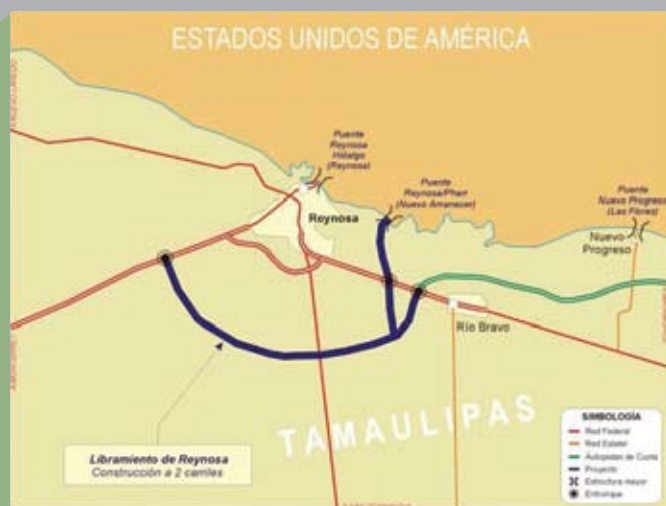 ESTADOS UNIDOS DE AMÉRICA
Puente
Reynosa
Hidalgo
(Reynosa)
Puente
Reynosa/Pharr
(Nuevo Amanecer)
Puente
Nuevo Progreso
(Las Flores)
Reynosa
Nuevo
Progreso
Río Bravo
TAMAULIPAS
Libramiento de Reynosa
Construcción a 2 carriles
SIMBOLOGÍA
Red Federal
Red Estatal
Autopistas de Cuota
Proyecto
Estructura mayor
Entronque